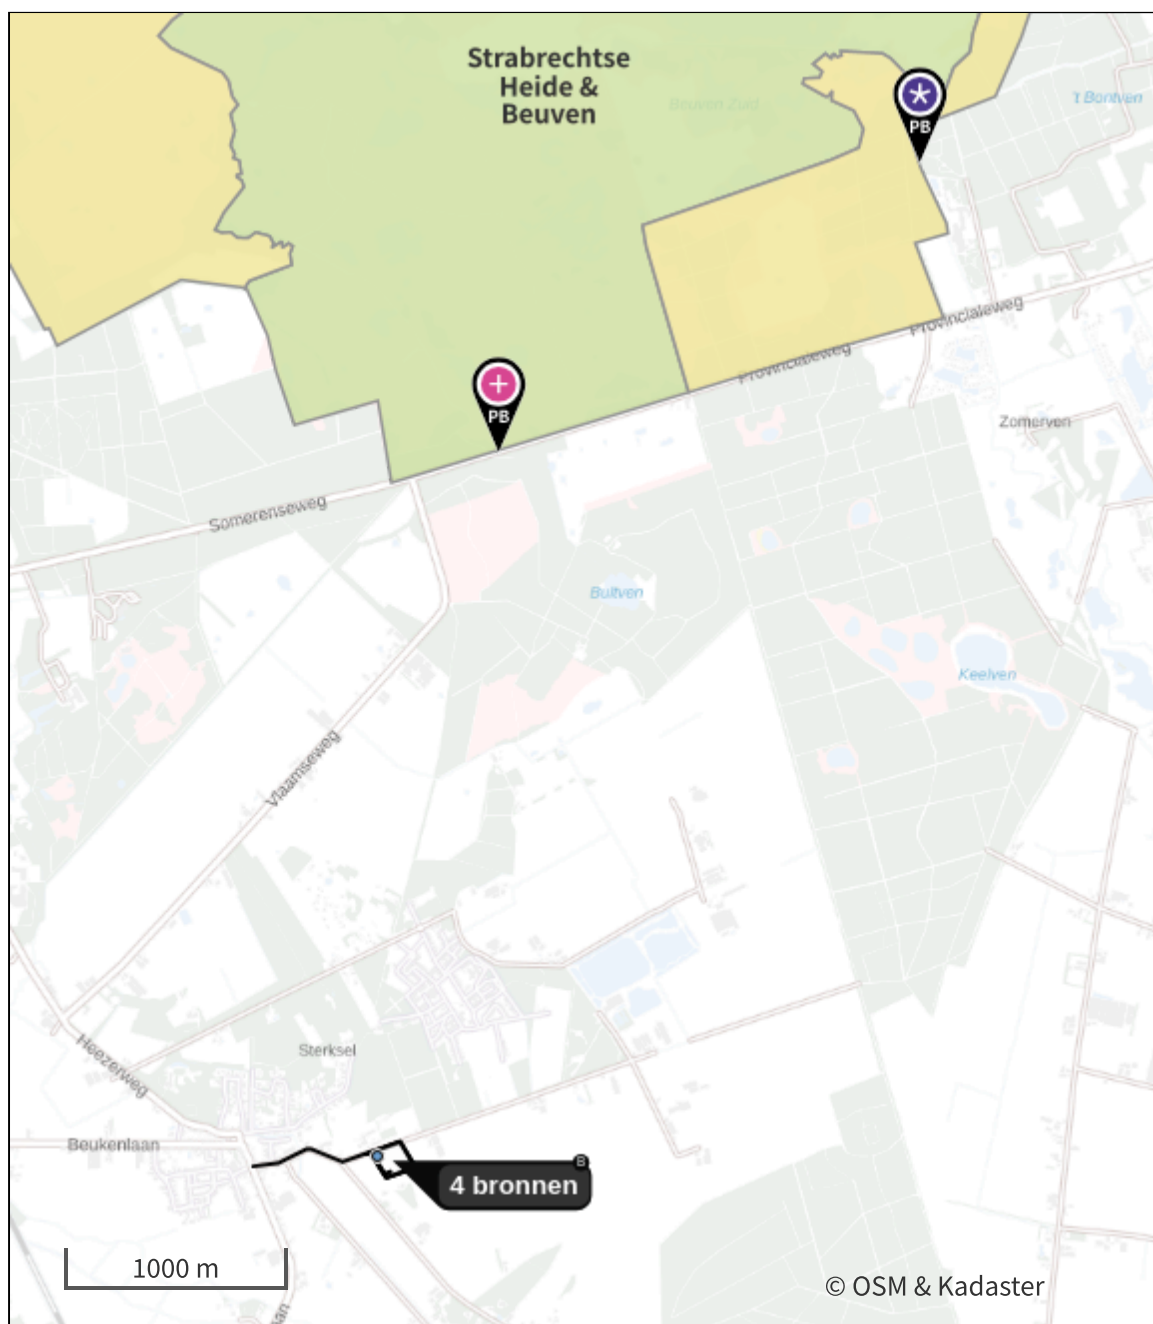 Strabrechtse
Heide &
Beuven
Beuven Zuid
't Bontven
PB
PB
Provincialeweg
Provincialeweg
Zomerven
Somerenseweg
Bultven
Keelven
Vlaamseweg
Sterksel
Heezerweg
Beukenlaan
B
4 bronnen
1000 m
© OSM & Kadaster